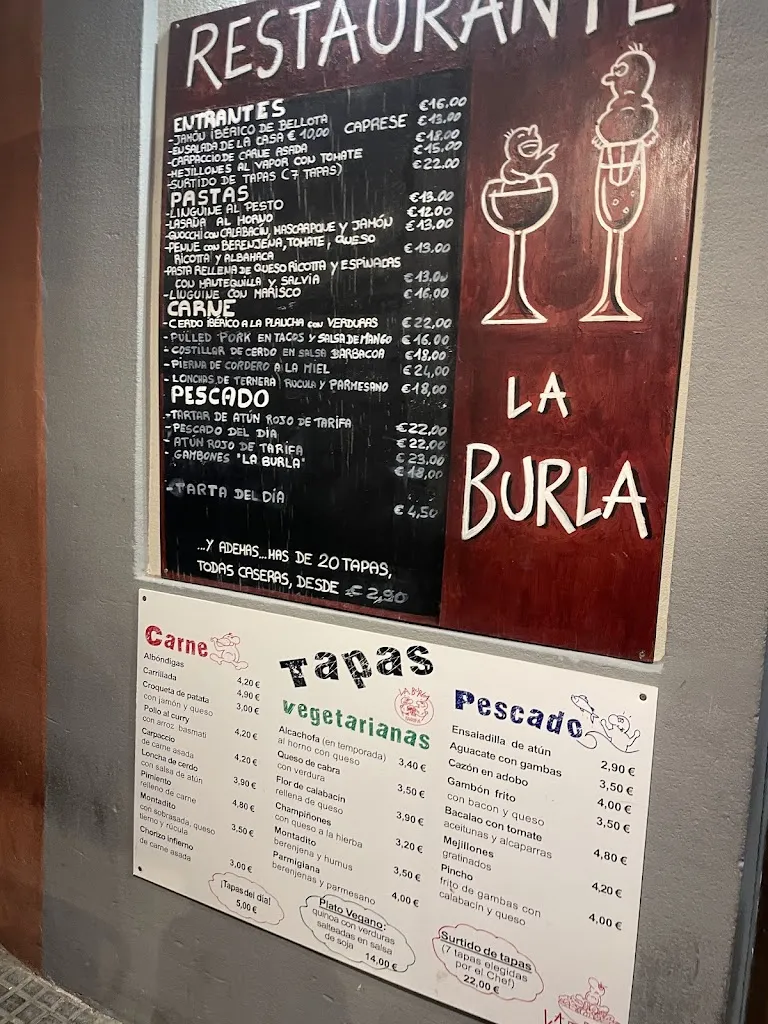 RESTAURANTE
ENTRANTES
-JAMÓN IBÉRICO DE BELLOTA €16.00
-ENSALADA DE LA CASA €10,00 CAPRESE €13.00
-CARPACCIO DE CARNE ASADA €18.00
-MEJILLONES AL VAPOR CON TOMATE €15.00
-SURTIDO DE TAPAS (7 TAPAS) €22.00
PASTAS
-LINGUINE AL PESTO €13.00
-LASAÑA AL HORNO €12.00
-GNOCCHI CON CALABACÍN, MASCARPONE Y JAMÓN €13.00
-PENNE CON BERENJENA, TOMATE, QUESO
RICOTTA Y ALBAHACA €13.00
-PASTA RELLENA DE QUESO RICOTTA Y ESPINADAS
CON MANTEQUILLA Y SALVIA €13.00
-LINGUINE CON MARISCO €16,00
CARNE
-CERDO IBÉRICO A LA PLANCHA CON VERDURAS €22,00
-PULLED PORK EN TACOS Y SALSA DE MANGO €16.00
-COSTILLAR DE CERDO EN SALSA BARBACOA €18,00
-PIERNA DE CORDERO A LA MIEL €24,00
-LONCHAS DE TERNERA, RUCULA Y PARMESANO €18,00
PESCADO
-TARTAR DE ATÚN ROJO DE TARIFA €22,00
-PESCADO DEL DÍA €22.00
-ATÚN ROJO DE TARIFA €23.00
-GAMBONES "LA BURLA" €18,00
-TARTA DEL DÍA €4,50
...Y ADEMAS...MAS DE 20 TAPAS,
TODAS CASERAS, DESDE €2,90
LA
BURLA
Tapas
Carne
Albóndigas 4,20 €
Carrillada 4,90 €
Croqueta de patata
con jamón y queso 3,00 €
Pollo al curry
con arroz basmati 4,20 €
Carpaccio
de carne asada 4,20 €
Loncha de cerdo
con salsa de atún 3,90 €
Pimiento
relleno de carne 4,80 €
Montadito
con sobrasada, queso
tierno y rúcula 3,50 €
Chorizo infierno
de carne asada 3,00 €
¡Tapas del día!
5,00 €
vegetarianas
LA BURLA
Alcachofa (en temporada)
al horno con queso 3,40 €
Queso de cabra
con verdura 3,50 €
Flor de calabacín
rellena de queso 3,90 €
Champiñones
con queso a la hierba 3,20 €
Montadito
berenjena y humus 3,50 €
Parmigiana
berenjenas y parmesano 4,00 €
Plato Vegano:
quinoa con verduras
salteadas en salsa
de soja 14,00 €
Pescado
Ensaladilla de atún 2,90 €
Aguacate con gambas 3,50 €
Cazón en adobo 4,00 €
Gambón frito
con bacon y queso 3,50 €
Bacalao con tomate
aceitunas y alcaparras 4,80 €
Mejillones
gratinados 4,20 €
Pincho
frito de gambas con
calabacín y queso 4,00 €
Surtido de tapas
(7 tapas elegidas
por el Chef)
22,00 €